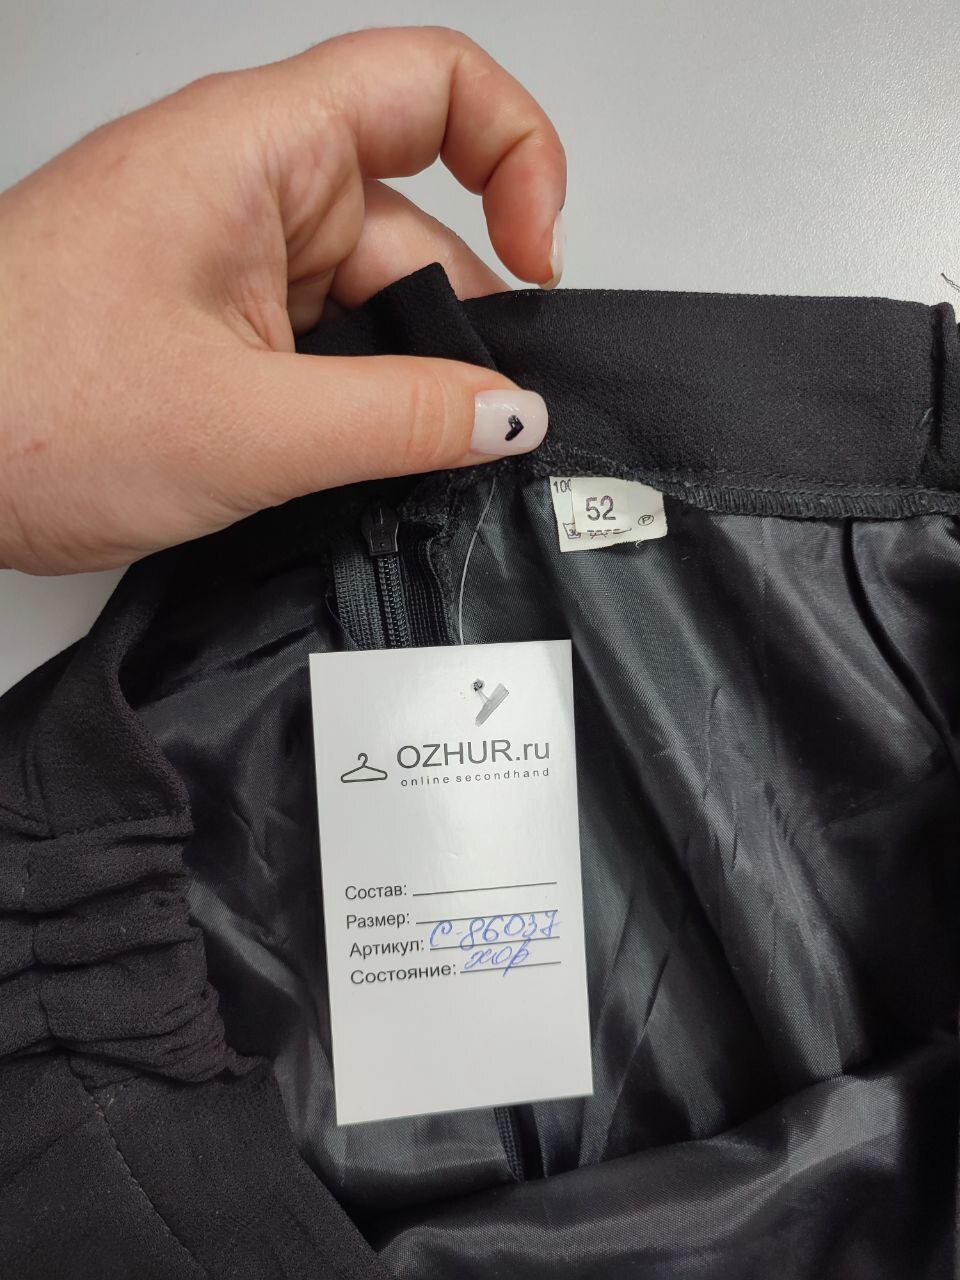 100
52
P
OZHUR.ru
online secondhand
Состав:
Размер:
Артикул: С-86037
Состояние: хор